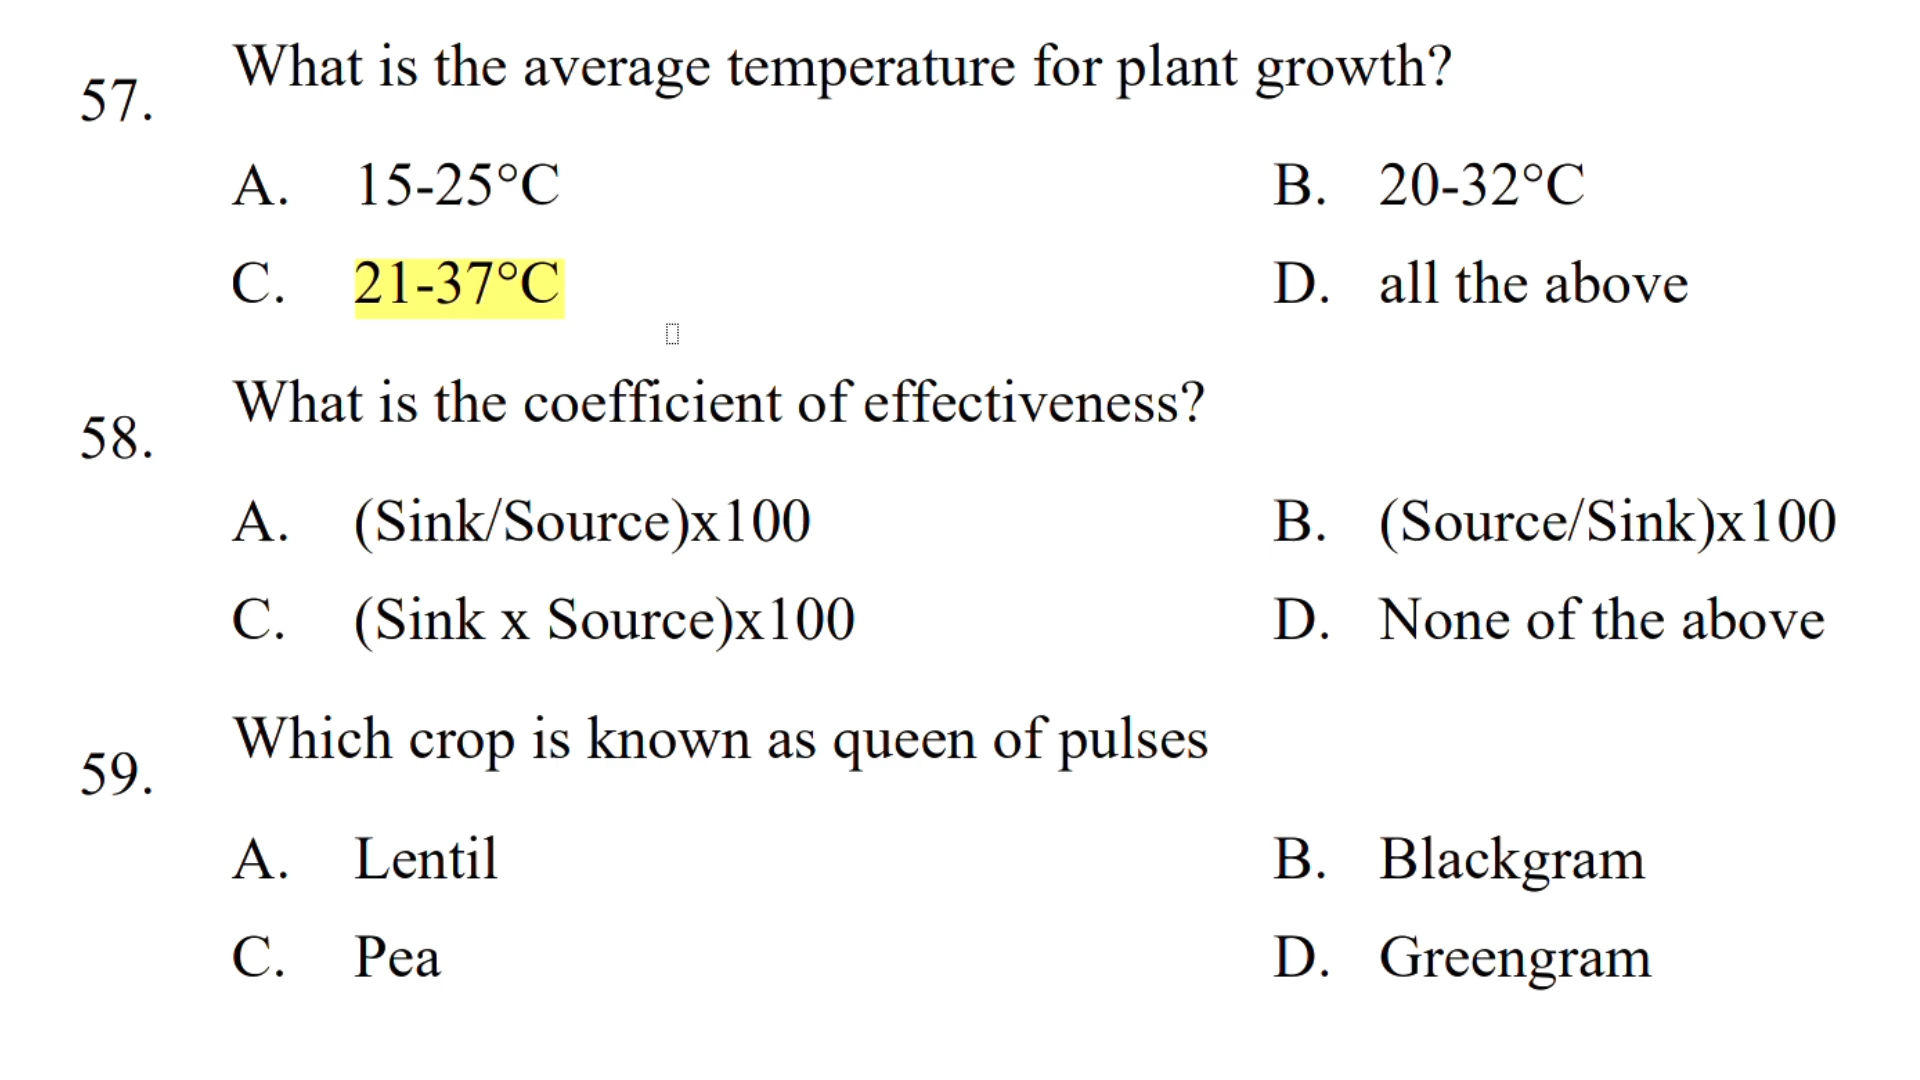 57. What is the average temperature for plant growth?
A. 15-25°C B. 20-32°C
C. 21-37°C D. all the above
58. What is the coefficient of effectiveness?
A. (Sink/Source)x100 B. (Source/Sink)x100
C. (Sink x Source)x100 D. None of the above
59. Which crop is known as queen of pulses
A. Lentil B. Blackgram
C. Pea D. Greengram